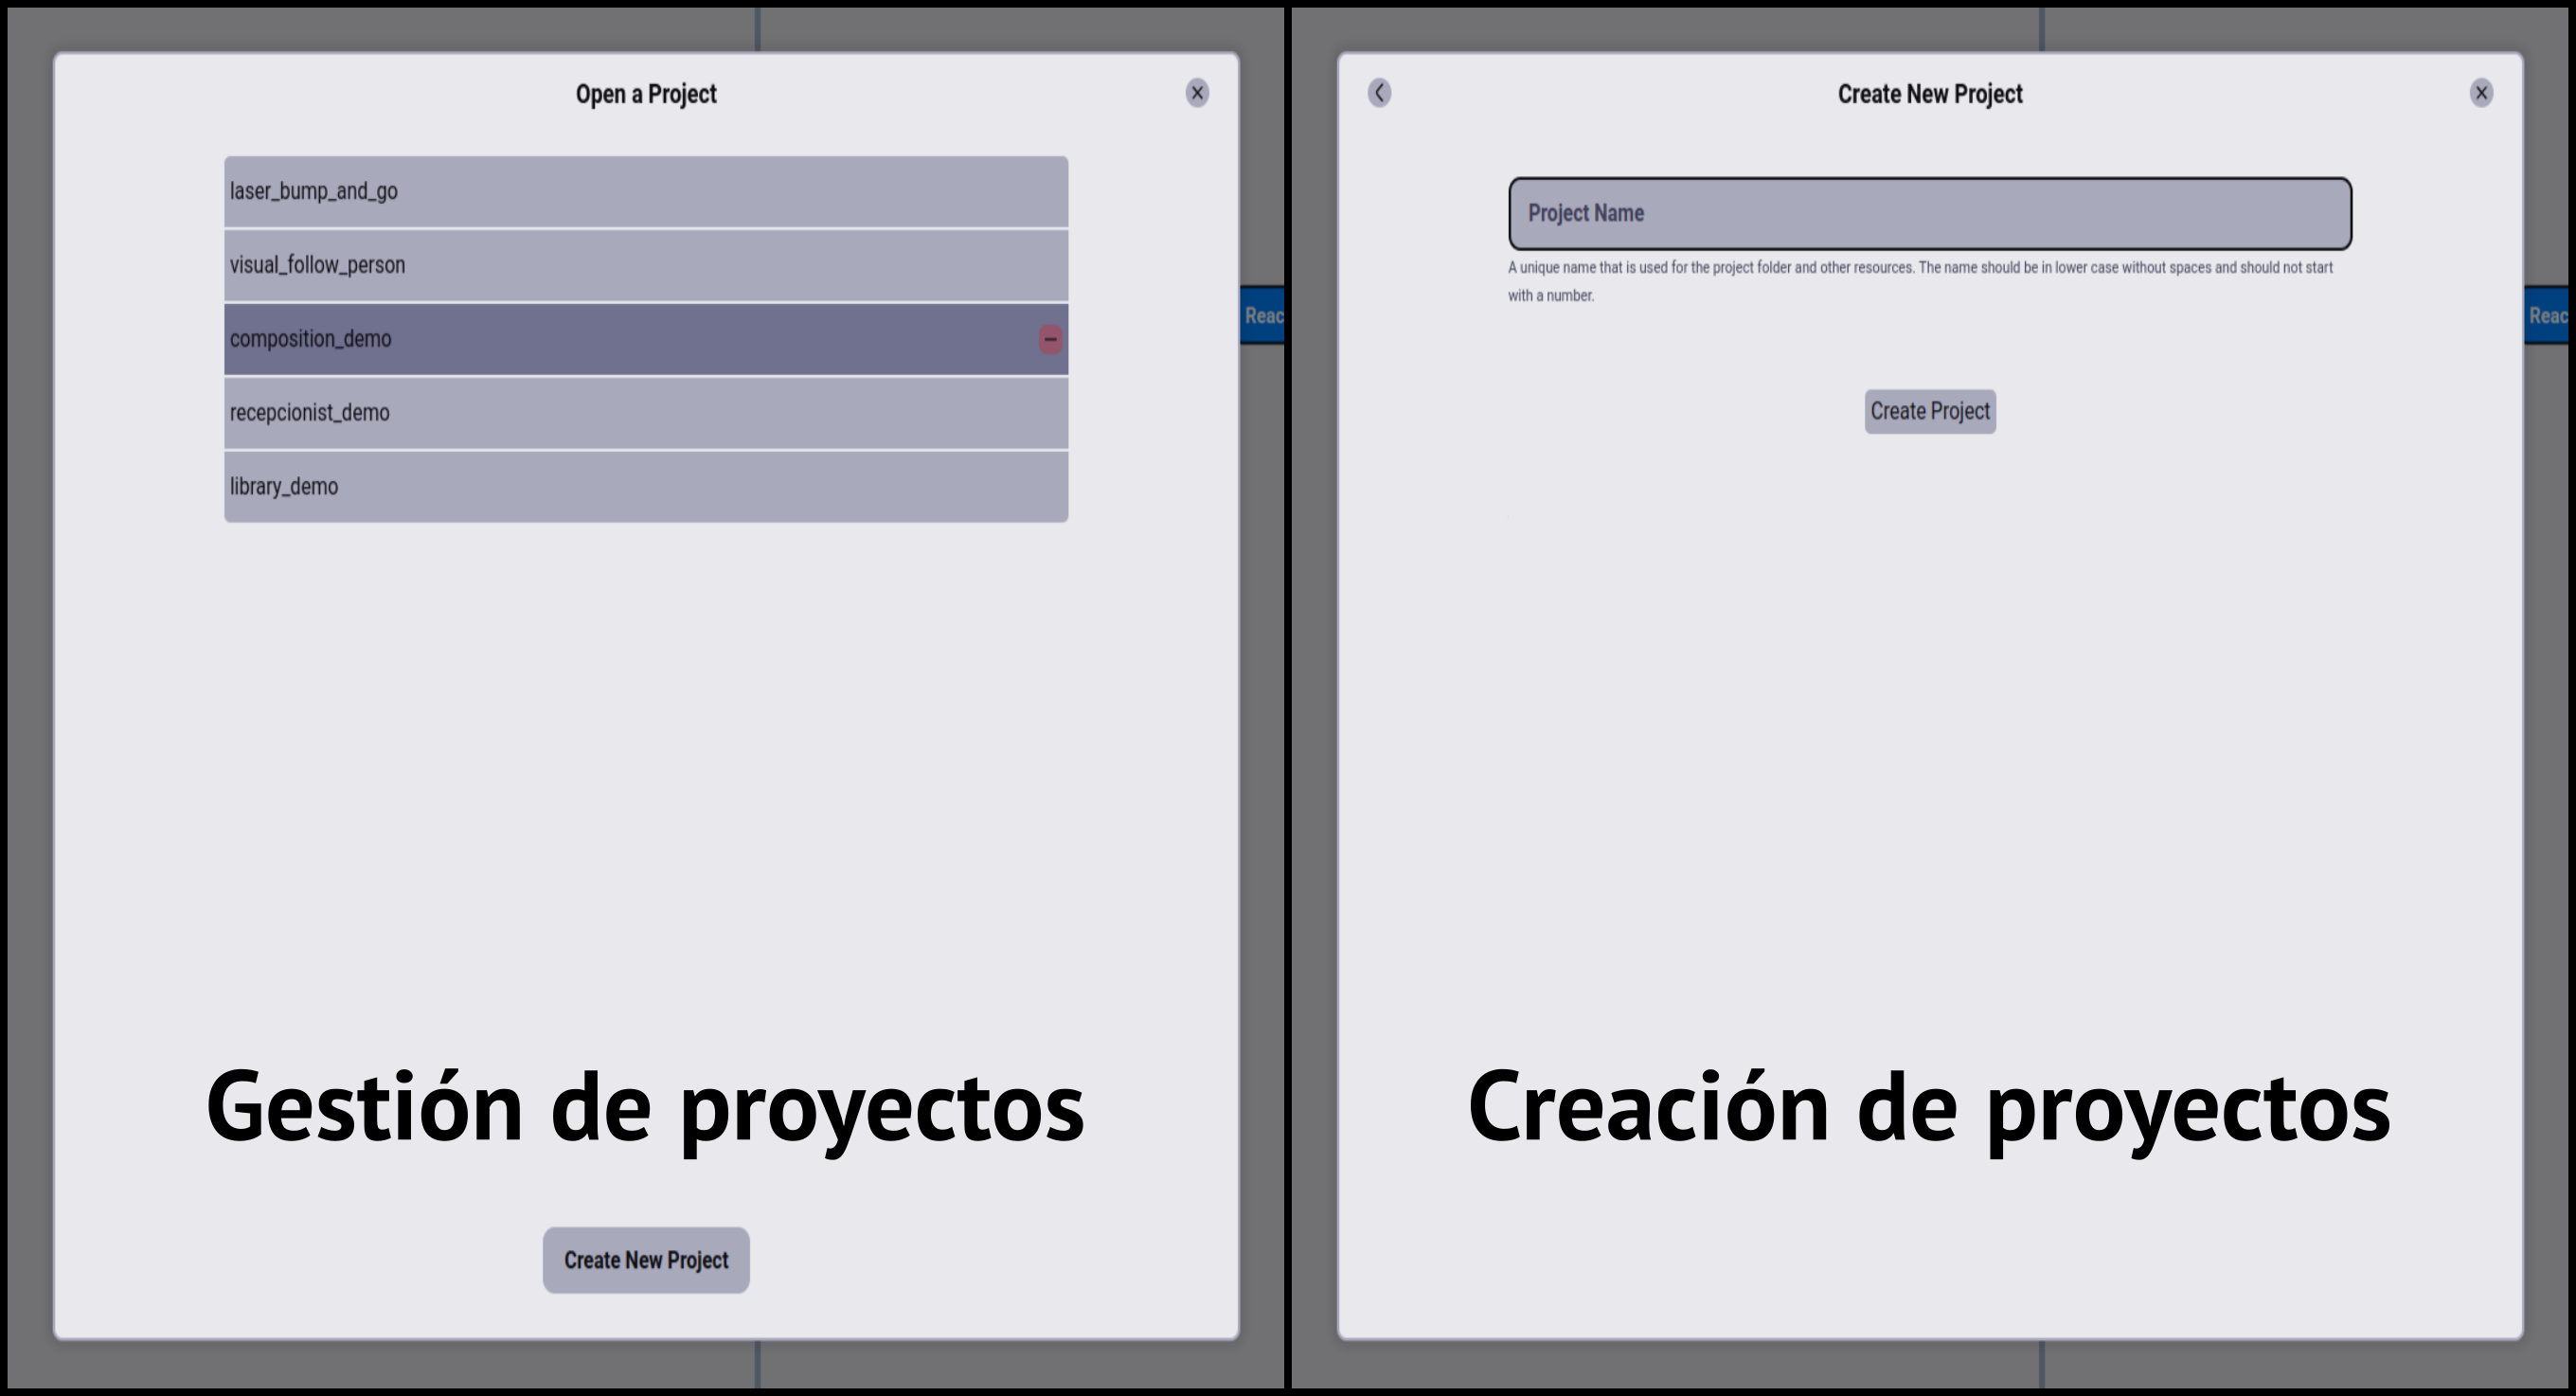 Open a Project
laser_bump_and_go
visual_follow_person
composition_demo
recepcionist_demo
library_demo
Reac
Gestión de proyectos
Create New Project
Create New Project
Project Name
A unique name that is used for the project folder and other resources. The name should be in lower case without spaces and should not start
with a number.
Reac
Create Project
Creación de proyectos